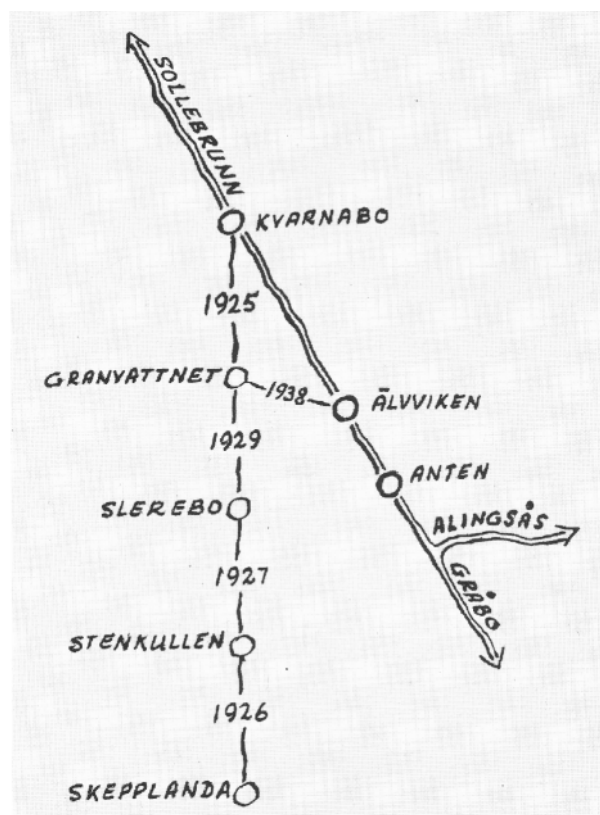 SOLLEBRUNN
KVARNABO
1925
GRANVATTNET
1938
ÄLVVIKEN
1929
ANTEN
SLEREBO
ALINGSÅS
GRÅBO
1927
STENKULLEN
1926
SKEPPLANDA